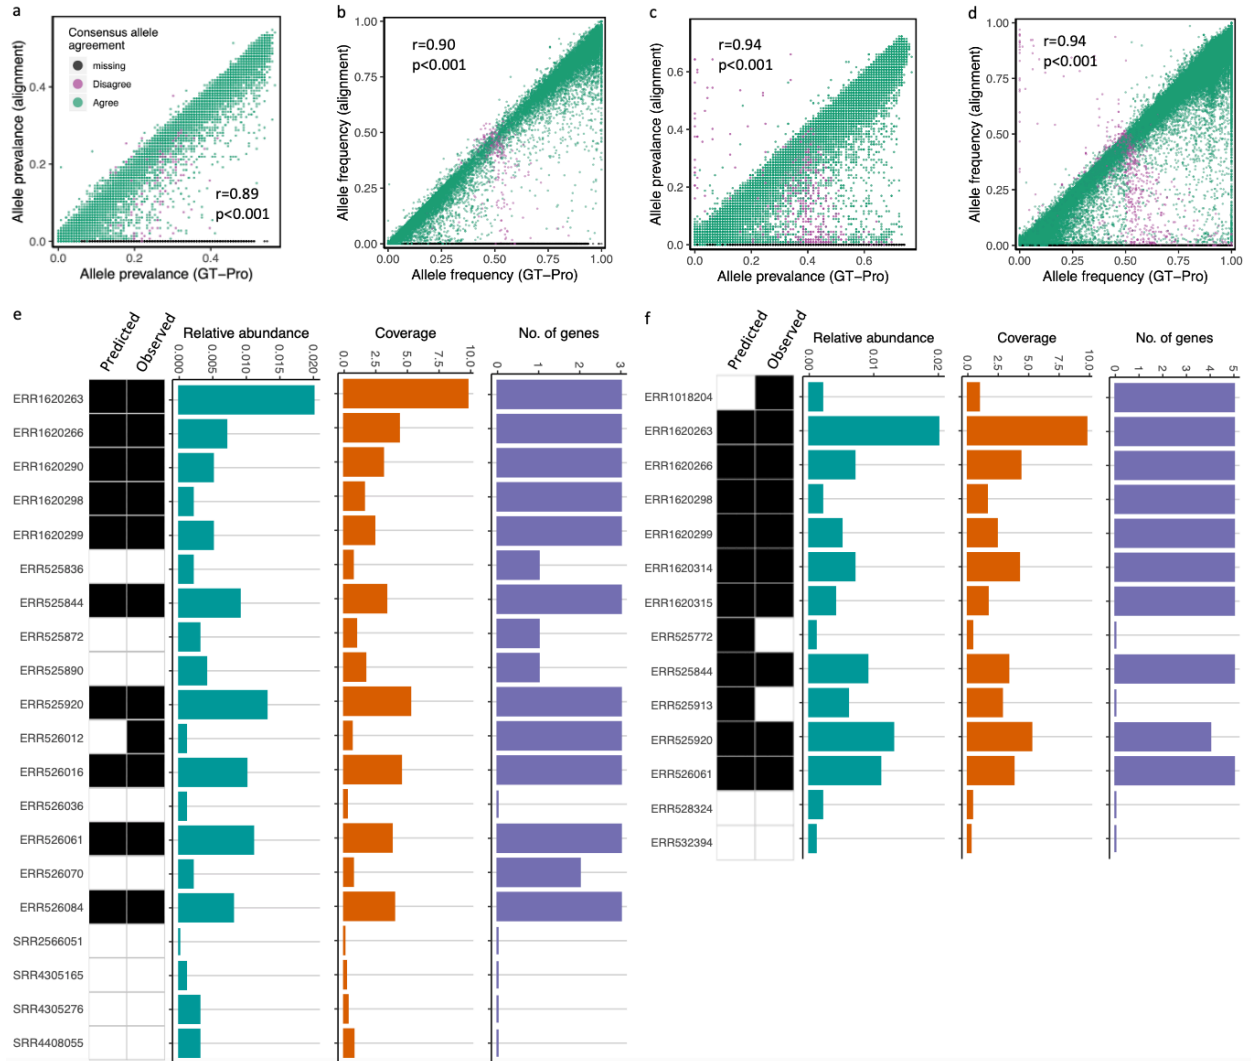 a
b
c
d
Consensus allele
agreement
missing
Disagree
Agree
r=0.89
p<0.001
Allele prevalance (alignment)
0.4
0.2
0.0
0.0
0.2
0.4
Allele prevalance (GT−Pro)
r=0.90
p<0.001
Allele frequency (alignment)
1.00
0.75
0.50
0.25
0.00
0.00
0.25
0.50
0.75
1.00
Allele frequency (GT−Pro)
r=0.94
p<0.001
Allele prevalance (alignment)
0.6
0.4
0.2
0.0
0.0
0.2
0.4
0.6
Allele prevalance (GT−Pro)
r=0.94
p<0.001
Allele frequency (alignment)
1.00
0.75
0.50
0.25
0.00
0.00
0.25
0.50
0.75
1.00
Allele frequency (GT−Pro)
e
Predicted
Observed
Relative abundance
0.000
0.005
0.010
0.015
0.020
Coverage
0.0
2.5
5.0
7.5
10.0
No. of genes
0
1
2
3
ERR1620263
ERR1620266
ERR1620290
ERR1620298
ERR1620299
ERR525836
ERR525844
ERR525872
ERR525890
ERR525920
ERR526012
ERR526016
ERR526036
ERR526061
ERR526070
ERR526084
SRR2566051
SRR4305165
SRR4305276
SRR4408055
f
Predicted
Observed
Relative abundance
0.00
0.01
0.02
Coverage
0.0
2.5
5.0
7.5
10.0
No. of genes
0
1
2
3
4
5
ERR1018204
ERR1620263
ERR1620266
ERR1620298
ERR1620299
ERR1620314
ERR1620315
ERR525772
ERR525844
ERR525913
ERR525920
ERR526061
ERR528324
ERR532394